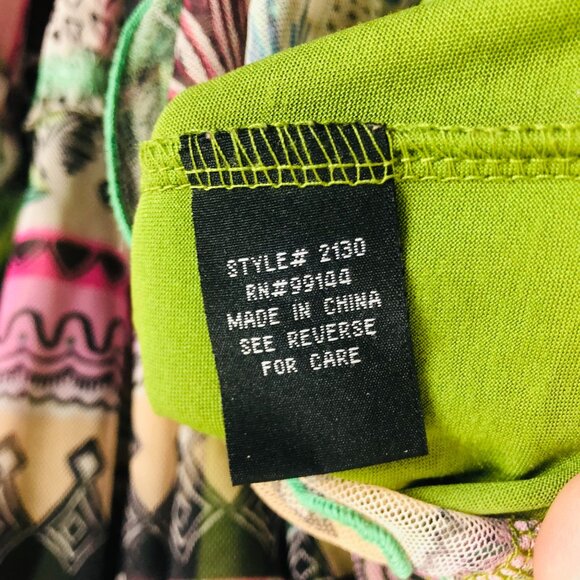 STYLE# 2130
RN#99144
MADE IN CHINA
SEE REVERSE
FOR CARE